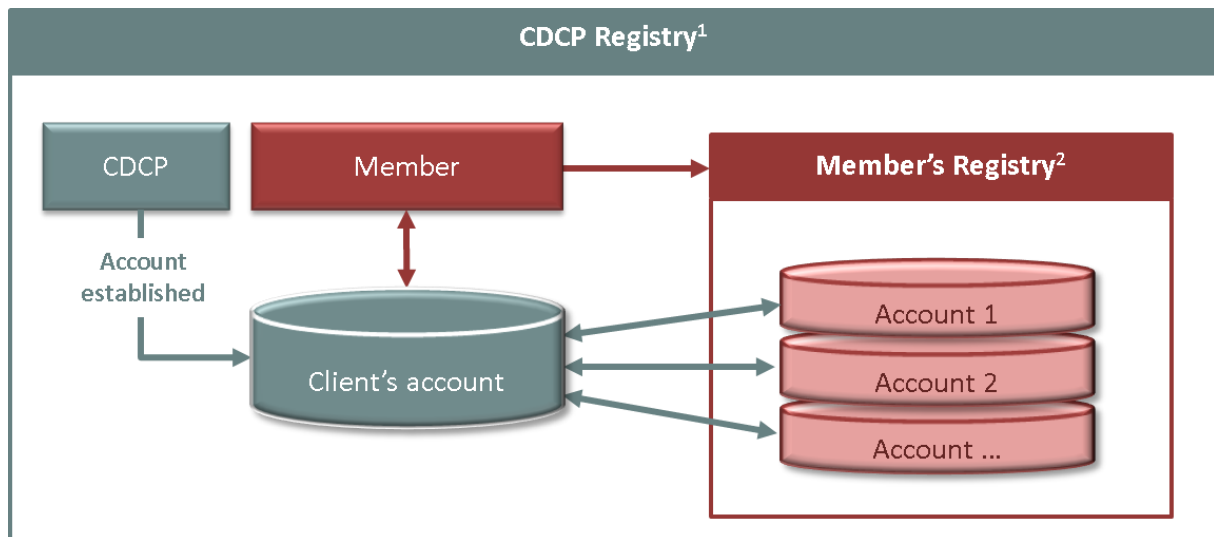 CDCP Registry¹
CDCP
Member
Member’s Registry²
Account
established
Client’s account
Account 1
Account 2
Account ...